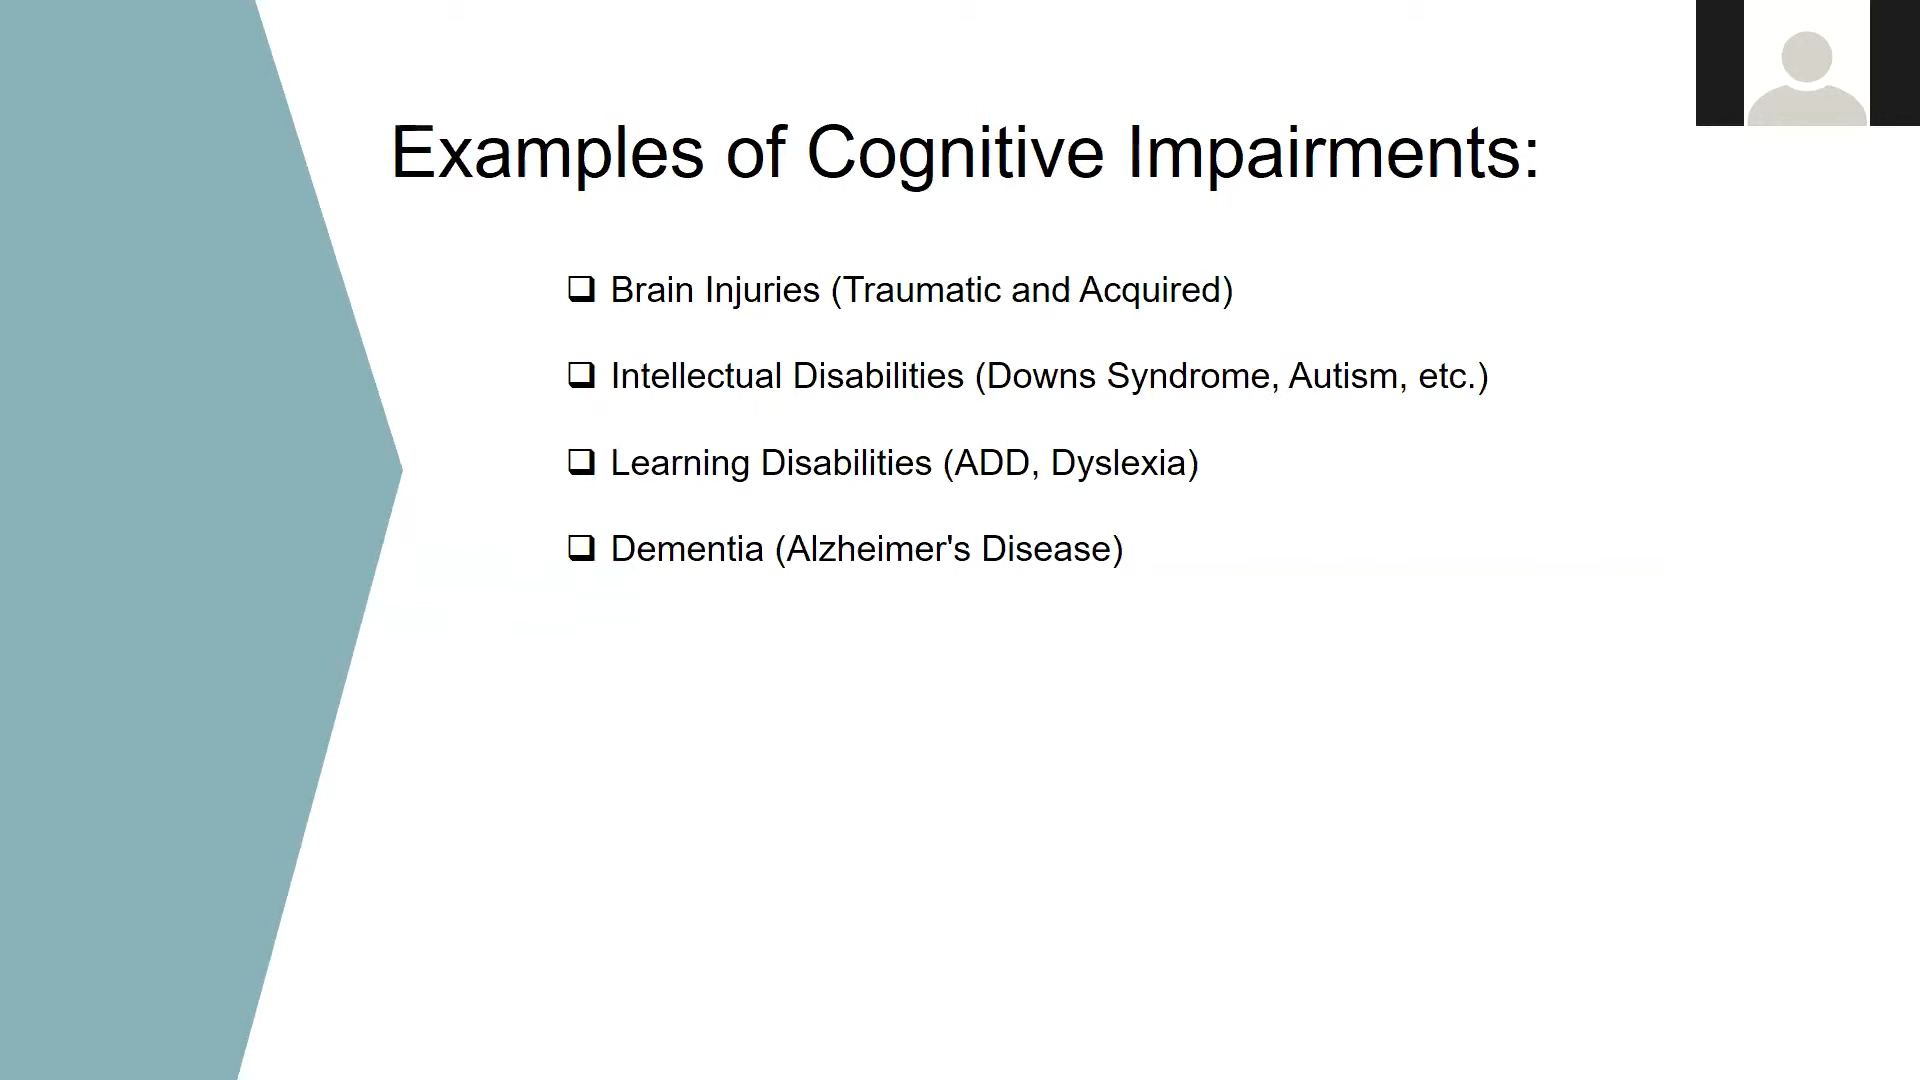 Examples of Cognitive Impairments:
Brain Injuries (Traumatic and Acquired)
Intellectual Disabilities (Downs Syndrome, Autism, etc.)
Learning Disabilities (ADD, Dyslexia)
Dementia (Alzheimer's Disease)